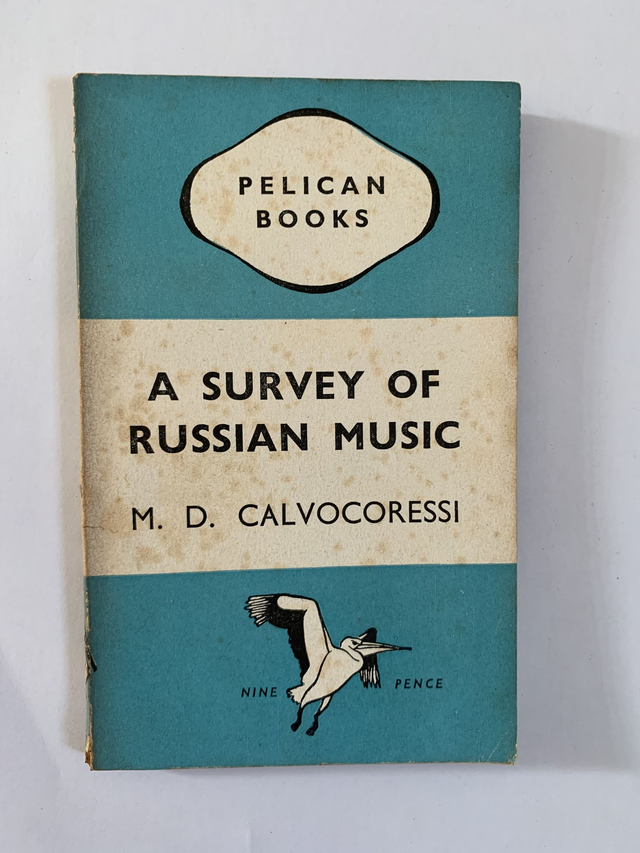 PELICAN
BOOKS
A SURVEY OF
RUSSIAN MUSIC
M. D. CALVOCORESSI
NINE PENCE